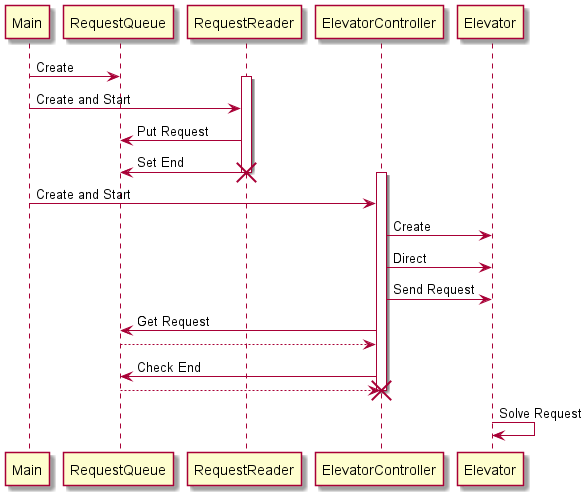 Main RequestQueue RequestReader ElevatorController Elevator
Create
Create and Start
Put Request
Set End
Create and Start
Create
Direct
Send Request
Get Request
Check End
Solve Request
Main RequestQueue RequestReader ElevatorController Elevator